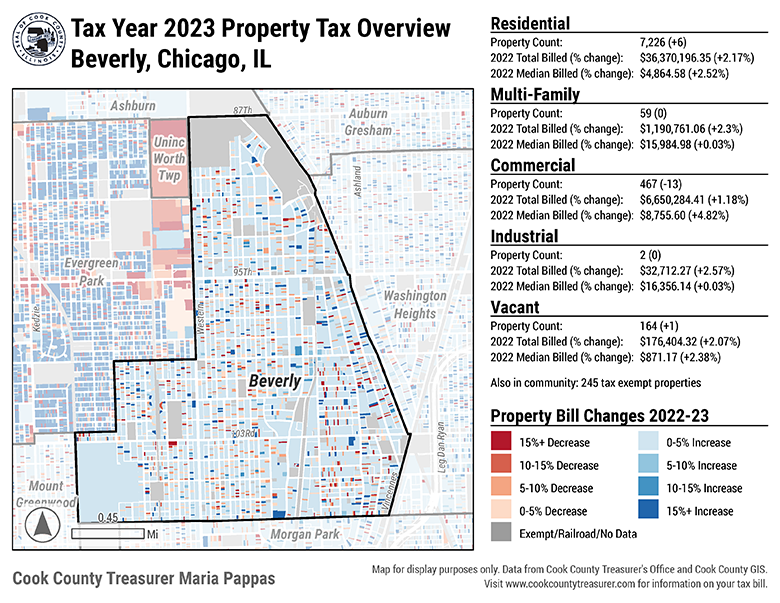 SEAL OF COOK COUNTY
ILLINOIS
Tax Year 2023 Property Tax Overview
Beverly, Chicago, IL
Ashburn
87Th
Auburn
Gresham
Uninc
Worth
Twp
Ashland
Evergreen
Park
95Th
Kedzie
Western
Washington
Heights
Beverly
103Rd
Leg Dan Ryan
Mount
Greenwood
Vincennes
0.45
Mi
Morgan Park
Residential
Property Count: 7,226 (+6)
2022 Total Billed (% change): $36,370,196.35 (+2.17%)
2022 Median Billed (% change): $4,864.58 (+2.52%)
Multi-Family
Property Count: 59 (0)
2022 Total Billed (% change): $1,190,761.06 (+2.3%)
2022 Median Billed (% change): $15,984.98 (+0.03%)
Commercial
Property Count: 467 (-13)
2022 Total Billed (% change): $6,650,284.41 (+1.18%)
2022 Median Billed (% change): $8,755.60 (+4.82%)
Industrial
Property Count: 2 (0)
2022 Total Billed (% change): $32,712.27 (+2.57%)
2022 Median Billed (% change): $16,356.14 (+0.03%)
Vacant
Property Count: 164 (+1)
2022 Total Billed (% change): $176,404.32 (+2.07%)
2022 Median Billed (% change): $871.17 (+2.38%)
Also in community: 245 tax exempt properties
Property Bill Changes 2022-23
15%+ Decrease
10-15% Decrease
5-10% Decrease
0-5% Decrease
0-5% Increase
5-10% Increase
10-15% Increase
15%+ Increase
Exempt/Railroad/No Data
Cook County Treasurer Maria Pappas
Map for display purposes only. Data from Cook County Treasurer's Office and Cook County GIS.
Visit www.cookcountytreasurer.com for information on your tax bill.